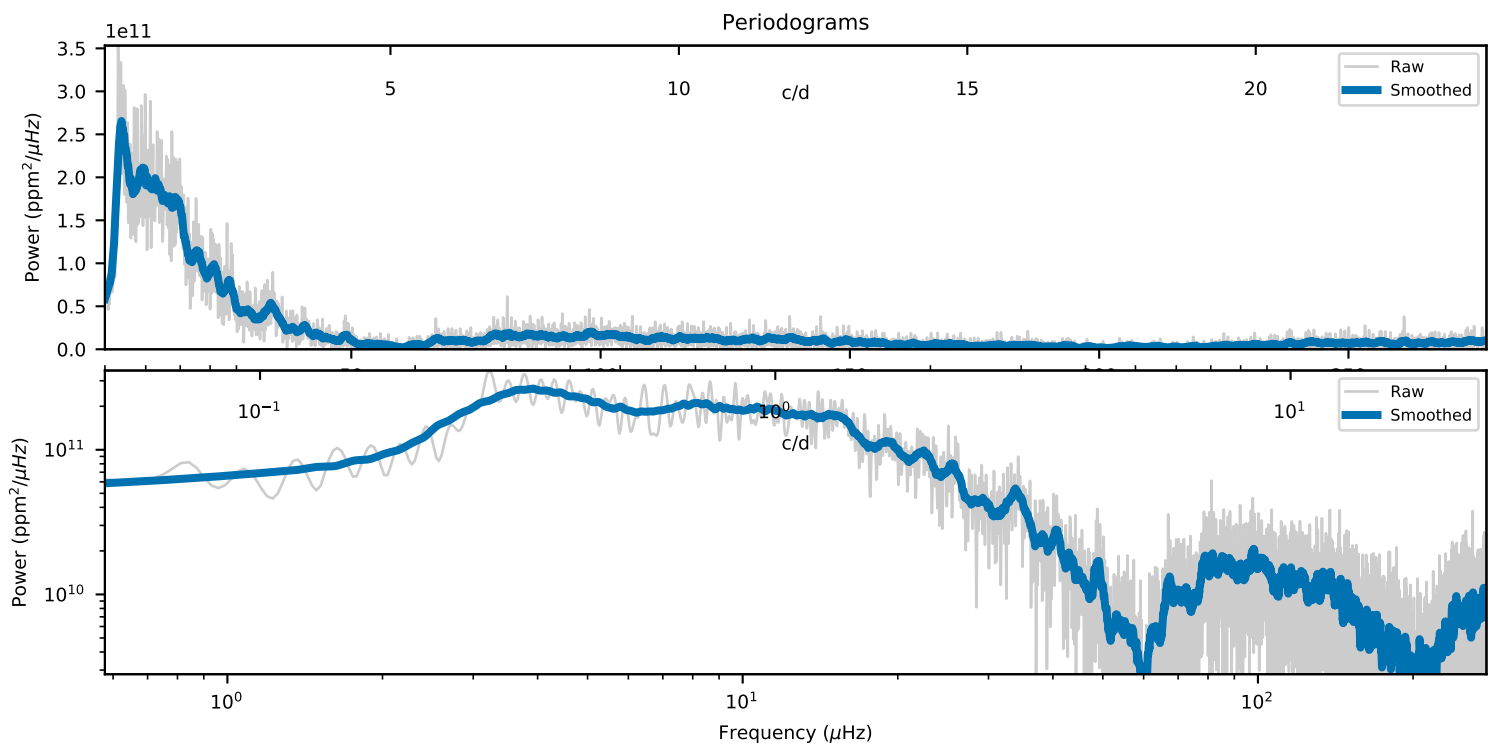 Periodograms
1e11
3.5
3.0
2.5
2.0
1.5
1.0
0.5
0.0
Power (ppm²/μHz)
5
10
15
20
c/d
Raw
Smoothed
10⁻¹
10⁰
10¹
c/d
Raw
Smoothed
10¹¹
10¹⁰
Power (ppm²/μHz)
10⁰
10¹
10²
Frequency (μHz)